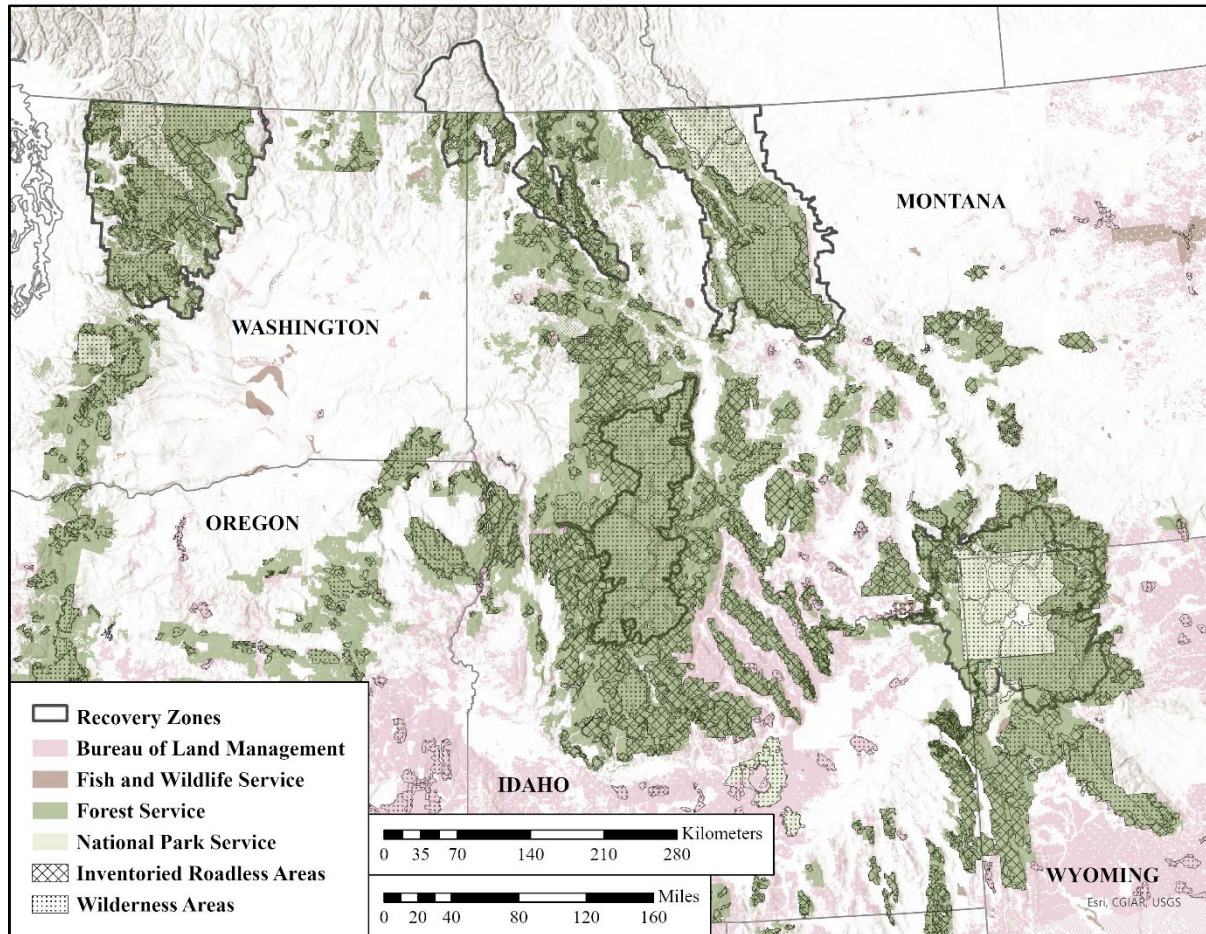 MONTANA
WASHINGTON
OREGON
IDAHO
WYOMING
Recovery Zones
Bureau of Land Management
Fish and Wildlife Service
Forest Service
National Park Service
Inventoried Roadless Areas
Wilderness Areas
Kilometers
0 35 70 140 210 280
Miles
0 20 40 80 120 160
Esri, CGIAR, USGS